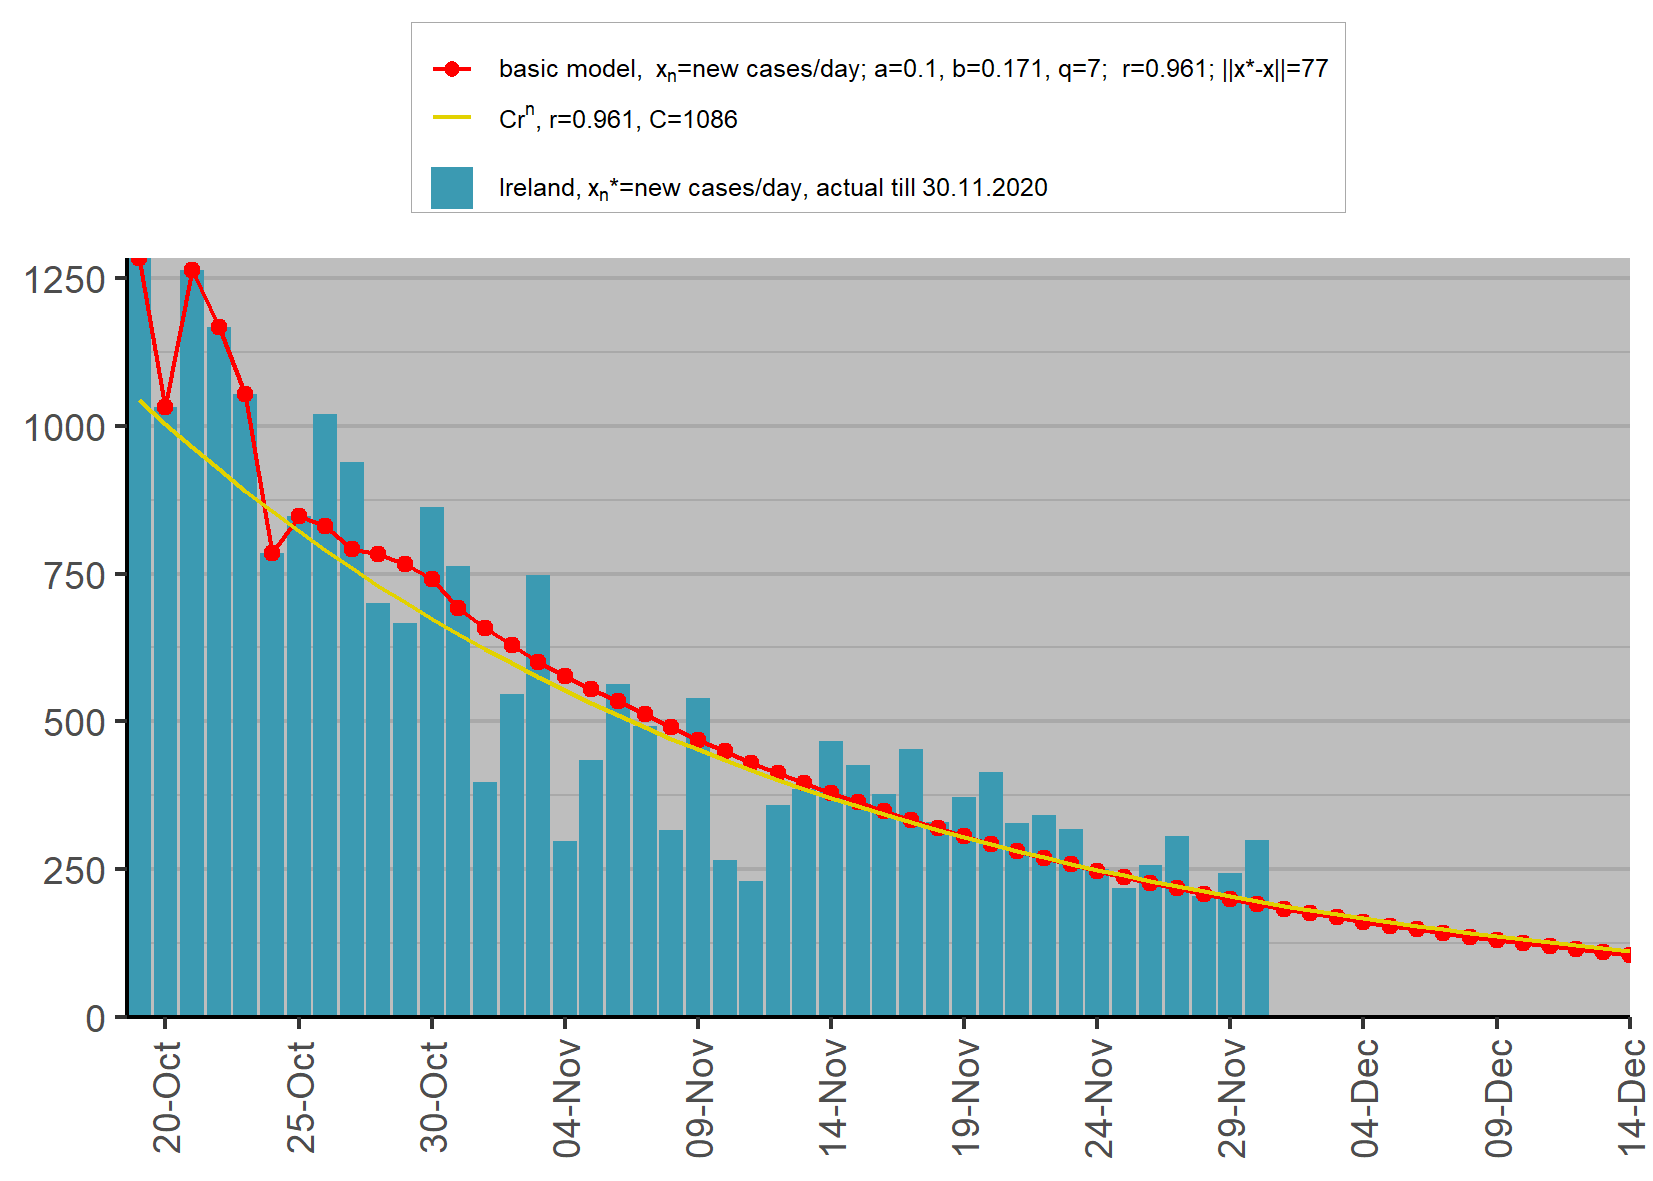 basic model, xₙ=new cases/day; a=0.1, b=0.171, q=7; r=0.961; ||x*-x||=77
Crⁿ, r=0.961, C=1086
Ireland, xₙ*=new cases/day, actual till 30.11.2020
1250
1000
750
500
250
0
20-Oct
25-Oct
30-Oct
04-Nov
09-Nov
14-Nov
19-Nov
24-Nov
29-Nov
04-Dec
09-Dec
14-Dec